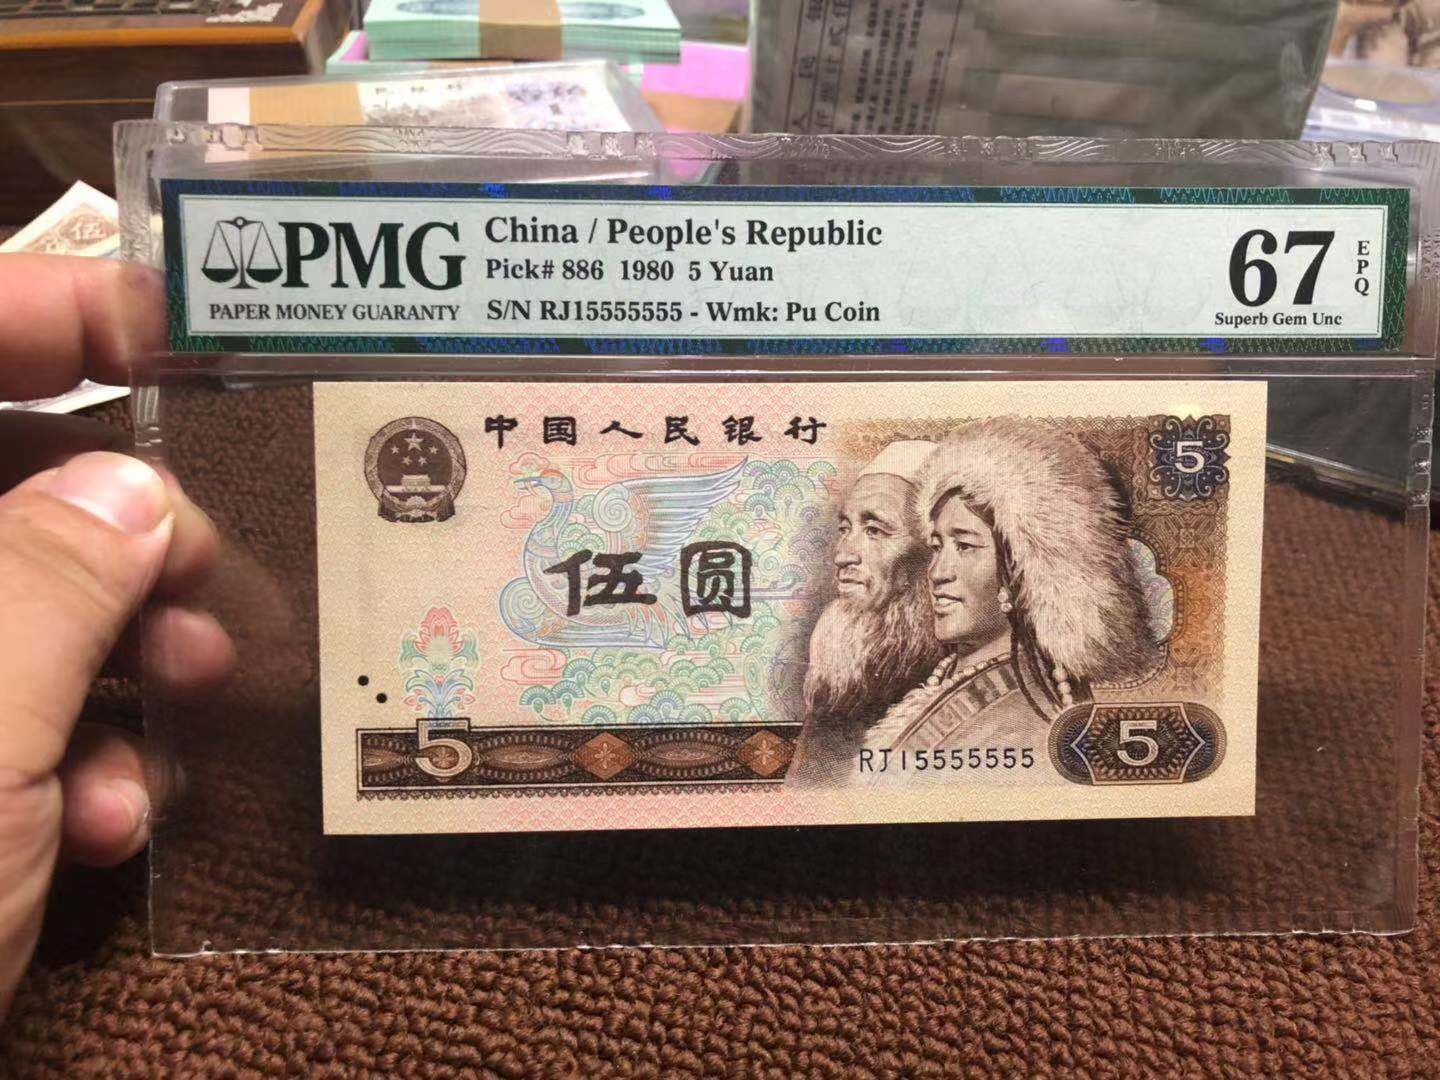 PMG
PAPER MONEY GUARANTY
China / People's Republic
Pick# 886 1980 5 Yuan
S/N RJ15555555 - Wmk: Pu Coin
67
EPQ
Superb Gem Unc
中国人民银行
5
伍圆
5
RJ15555555
5
伍